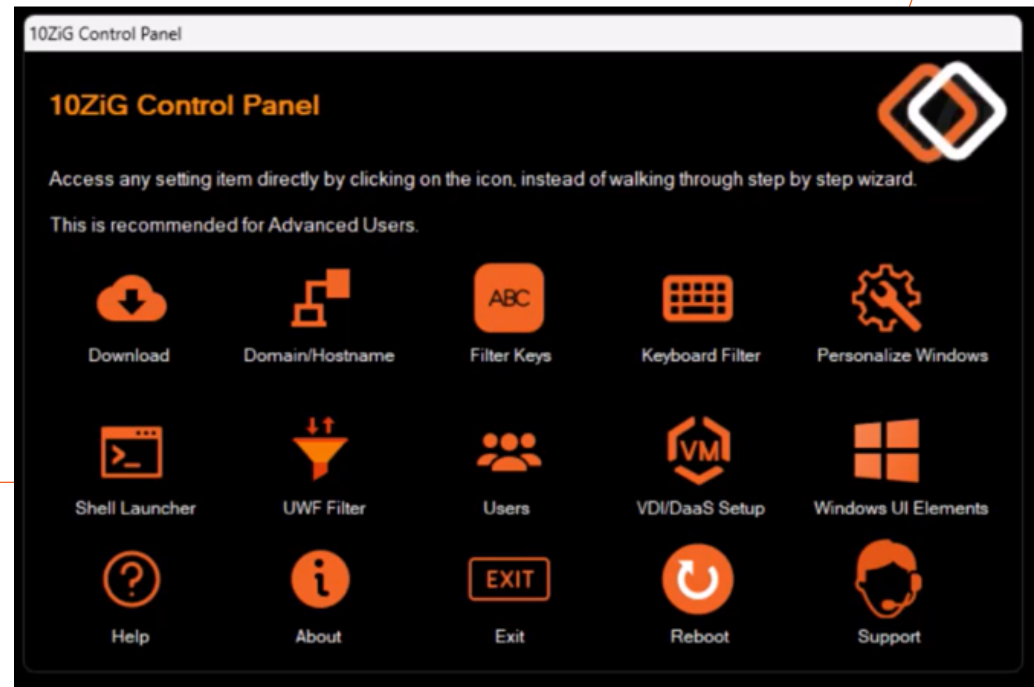 10ZiG Control Panel
10ZiG Control Panel
Access any setting item directly by clicking on the icon, instead of walking through step by step wizard.
This is recommended for Advanced Users.
ABC
Download
Domain/Hostname
Filter Keys
Keyboard Filter
Personalize Windows
>_
VM
Shell Launcher
UWF Filter
Users
VDI/DaaS Setup
Windows UI Elements
?
i
EXIT
Help
About
Exit
Reboot
Support